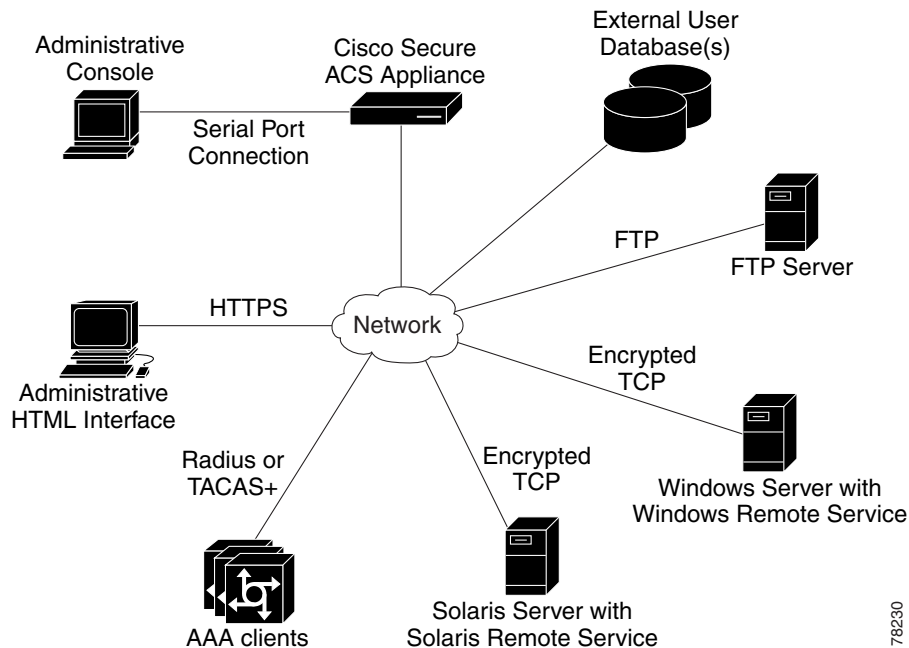 Administrative
Console
Cisco Secure
ACS Appliance
External User
Database(s)
Serial Port
Connection
FTP
FTP Server
HTTPS
Network
Administrative
HTML Interface
Encrypted
TCP
Windows Server with
Windows Remote Service
Radius or
TACAS+
Encrypted
TCP
AAA clients
Solaris Server with
Solaris Remote Service
78230